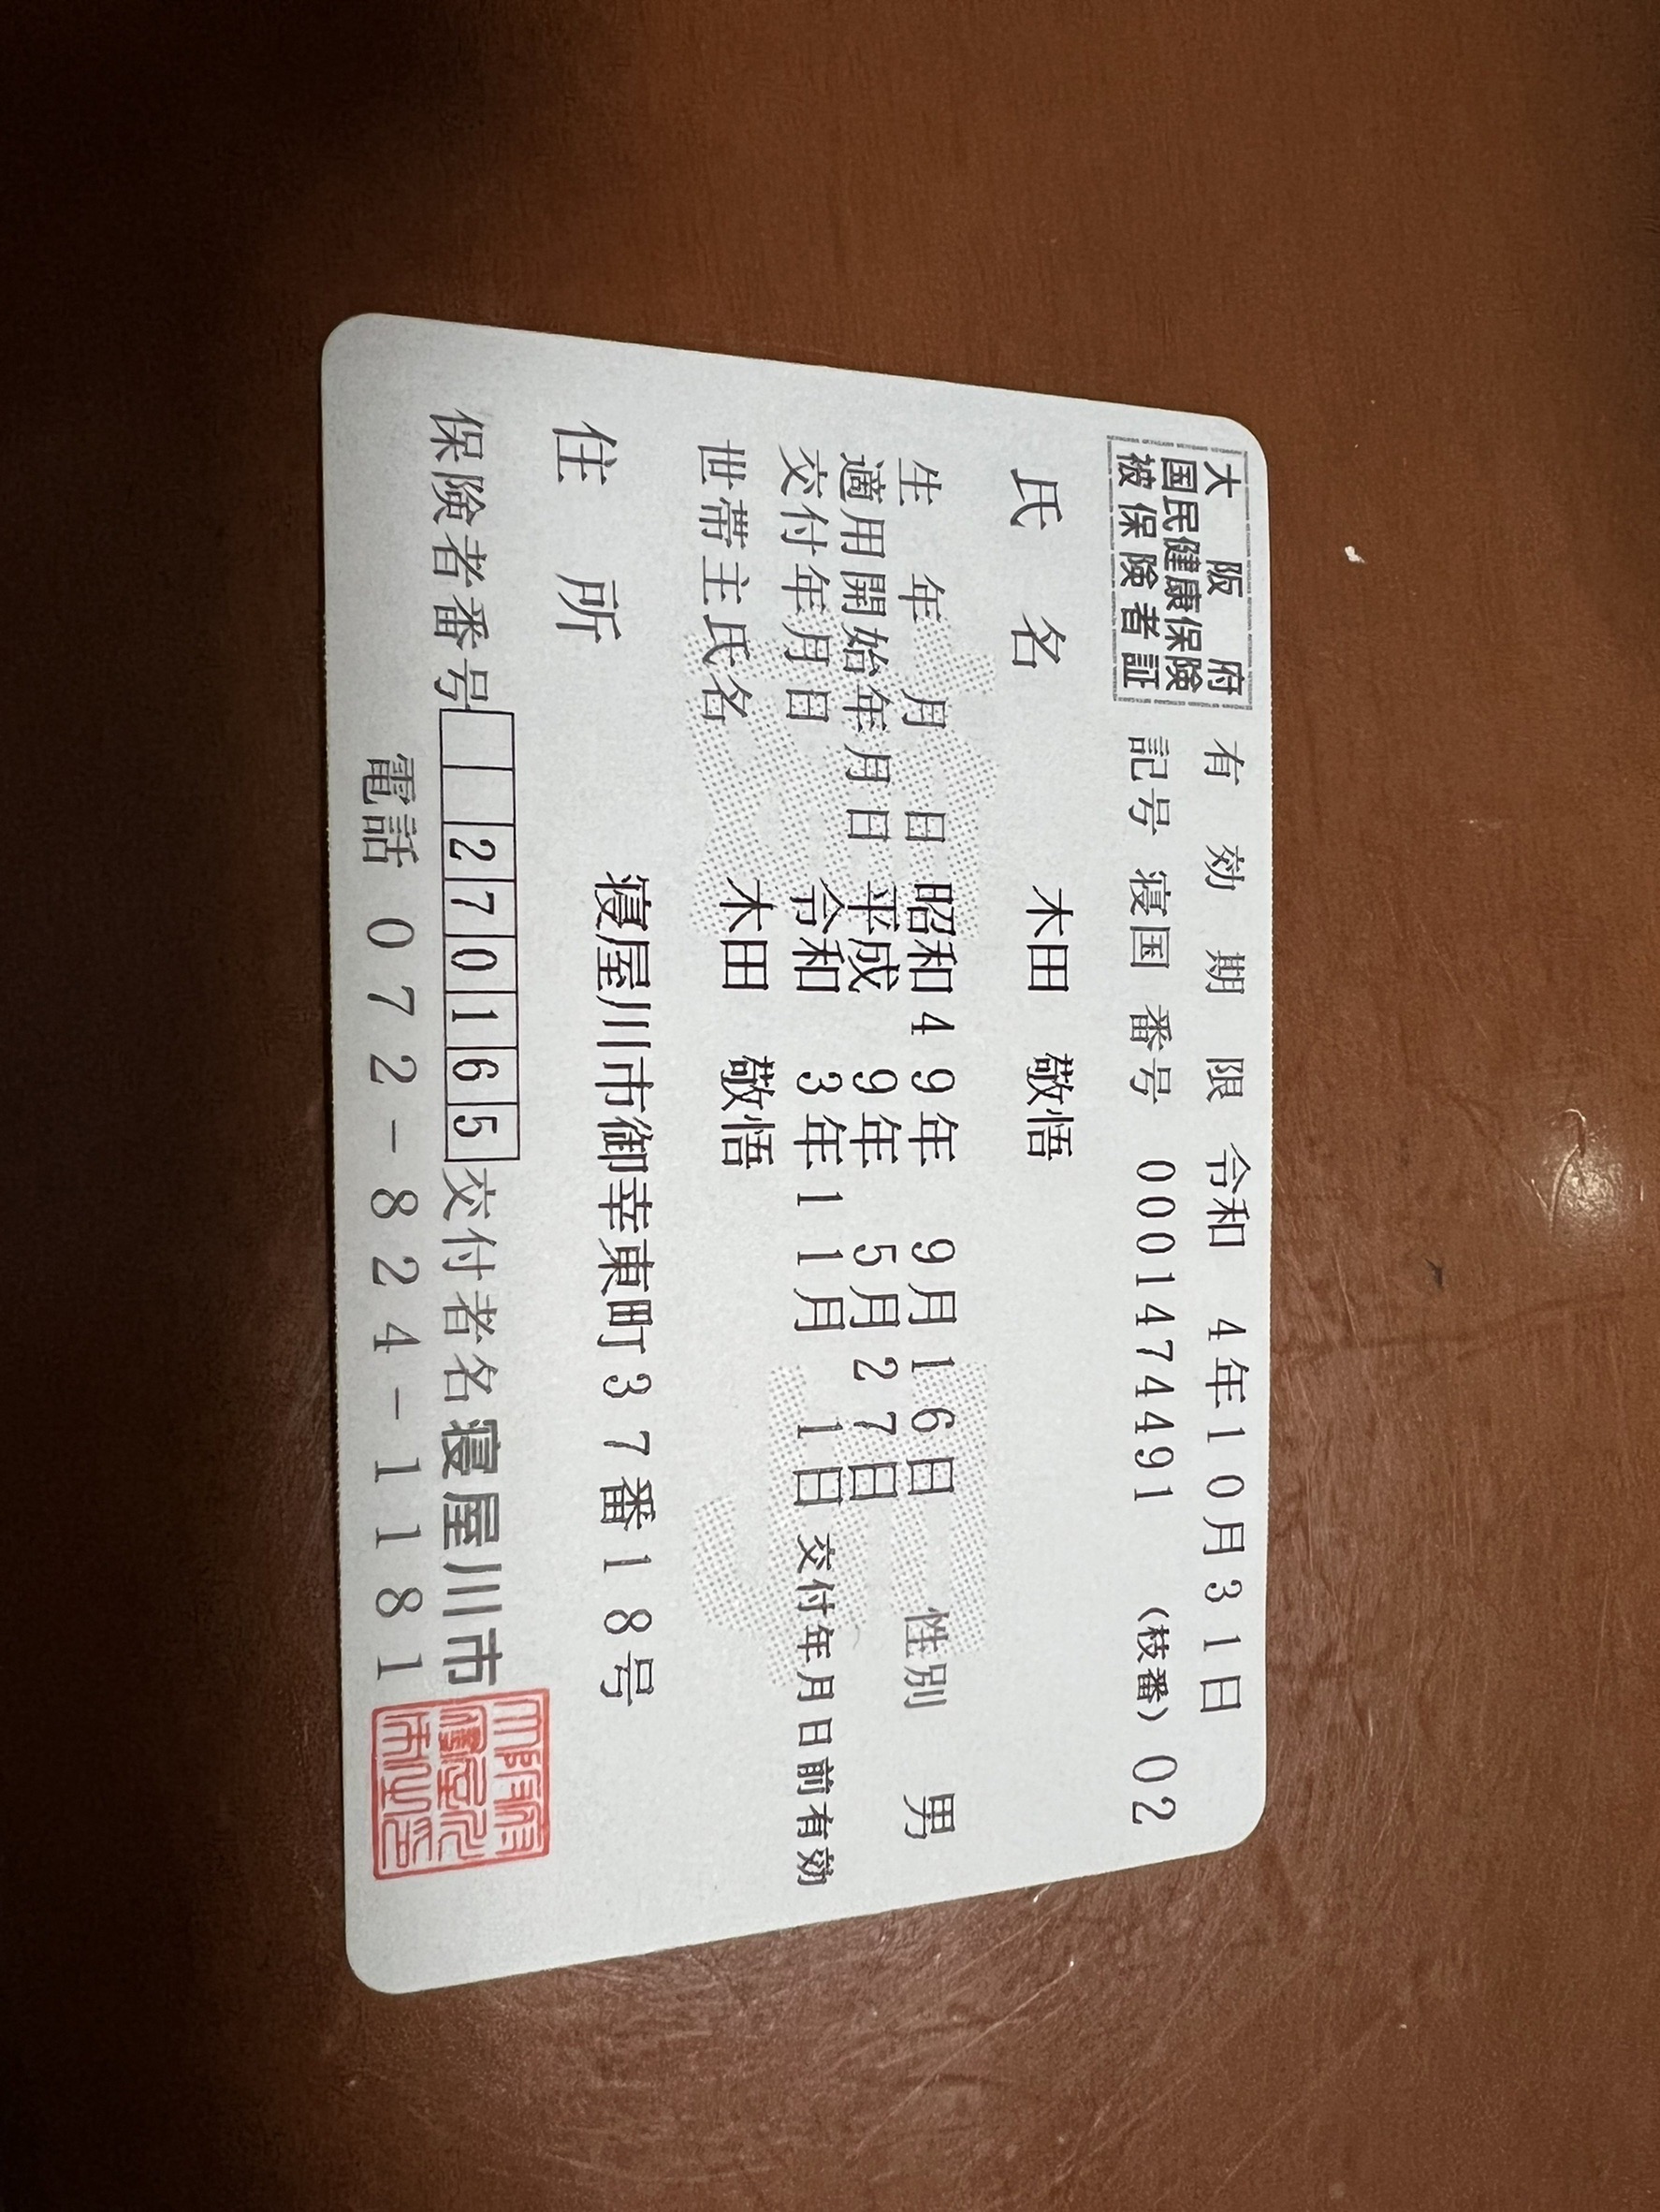 大阪府
国民健康保険
被保険者証
有効期限 令和 4年10月31日
記号 寝国 番号 00014744​91 (枝番) 02
氏名 木田 敬悟
生年月日 昭和49年 9月16日 性別 男
適用開始年月日 平成 9年 5月27日
交付年月日 令和 3年11月 1日 交付年月日前有効
世帯主氏名 木田 敬悟
住所 寝屋川市御幸東町37番18号
保険者番号 270165 交付者名 寝屋川市
電話 072-824-1181